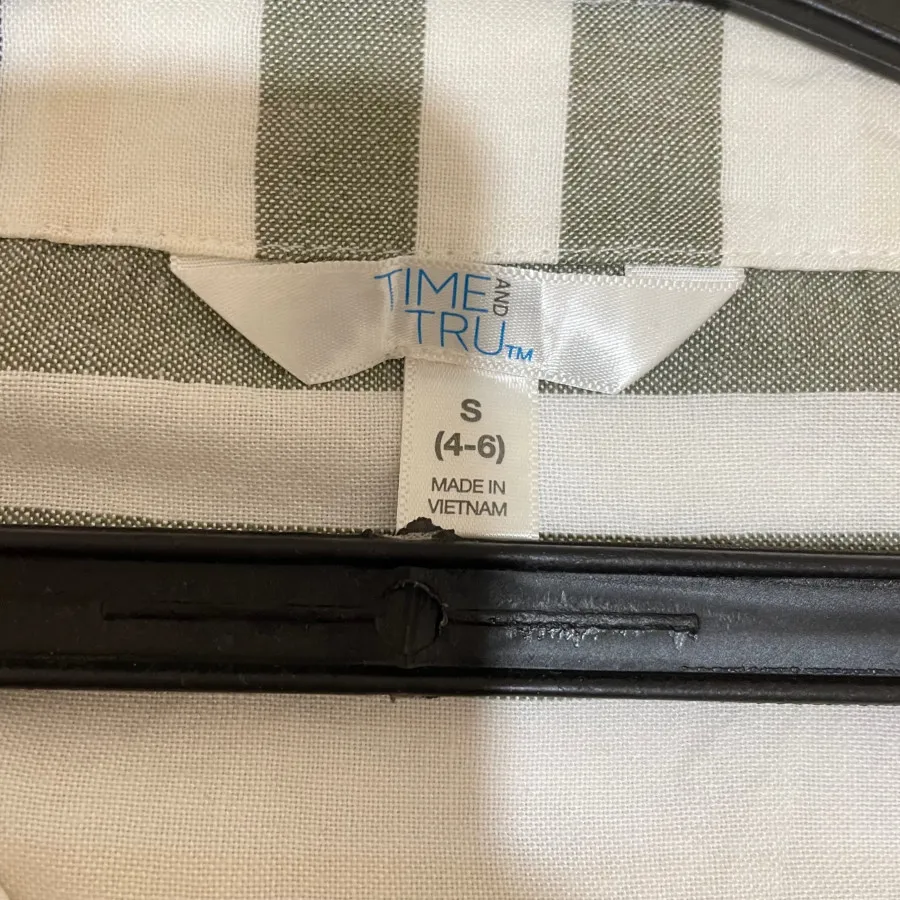 TIME AND
TRU™
S
(4-6)
MADE IN
VIETNAM